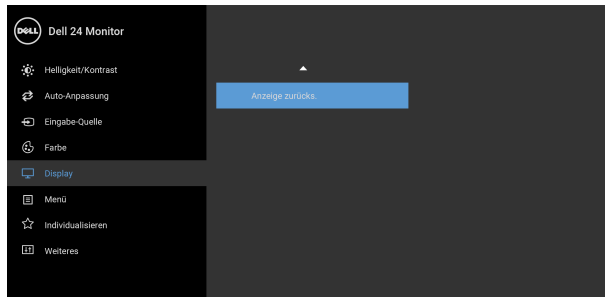 DELL
Dell 24 Monitor
Helligkeit/Kontrast
Auto-Anpassung
Anzeige zurücks.
Eingabe-Quelle
Farbe
Display
Menü
Individualisieren
Weiteres